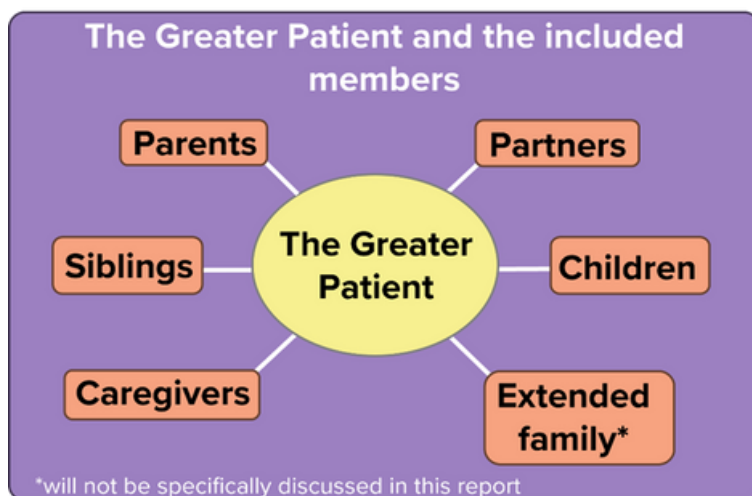 The Greater Patient and the included
members
Parents
Partners
The Greater
Patient
Siblings
Children
Caregivers
Extended
family*
*will not be specifically discussed in this report